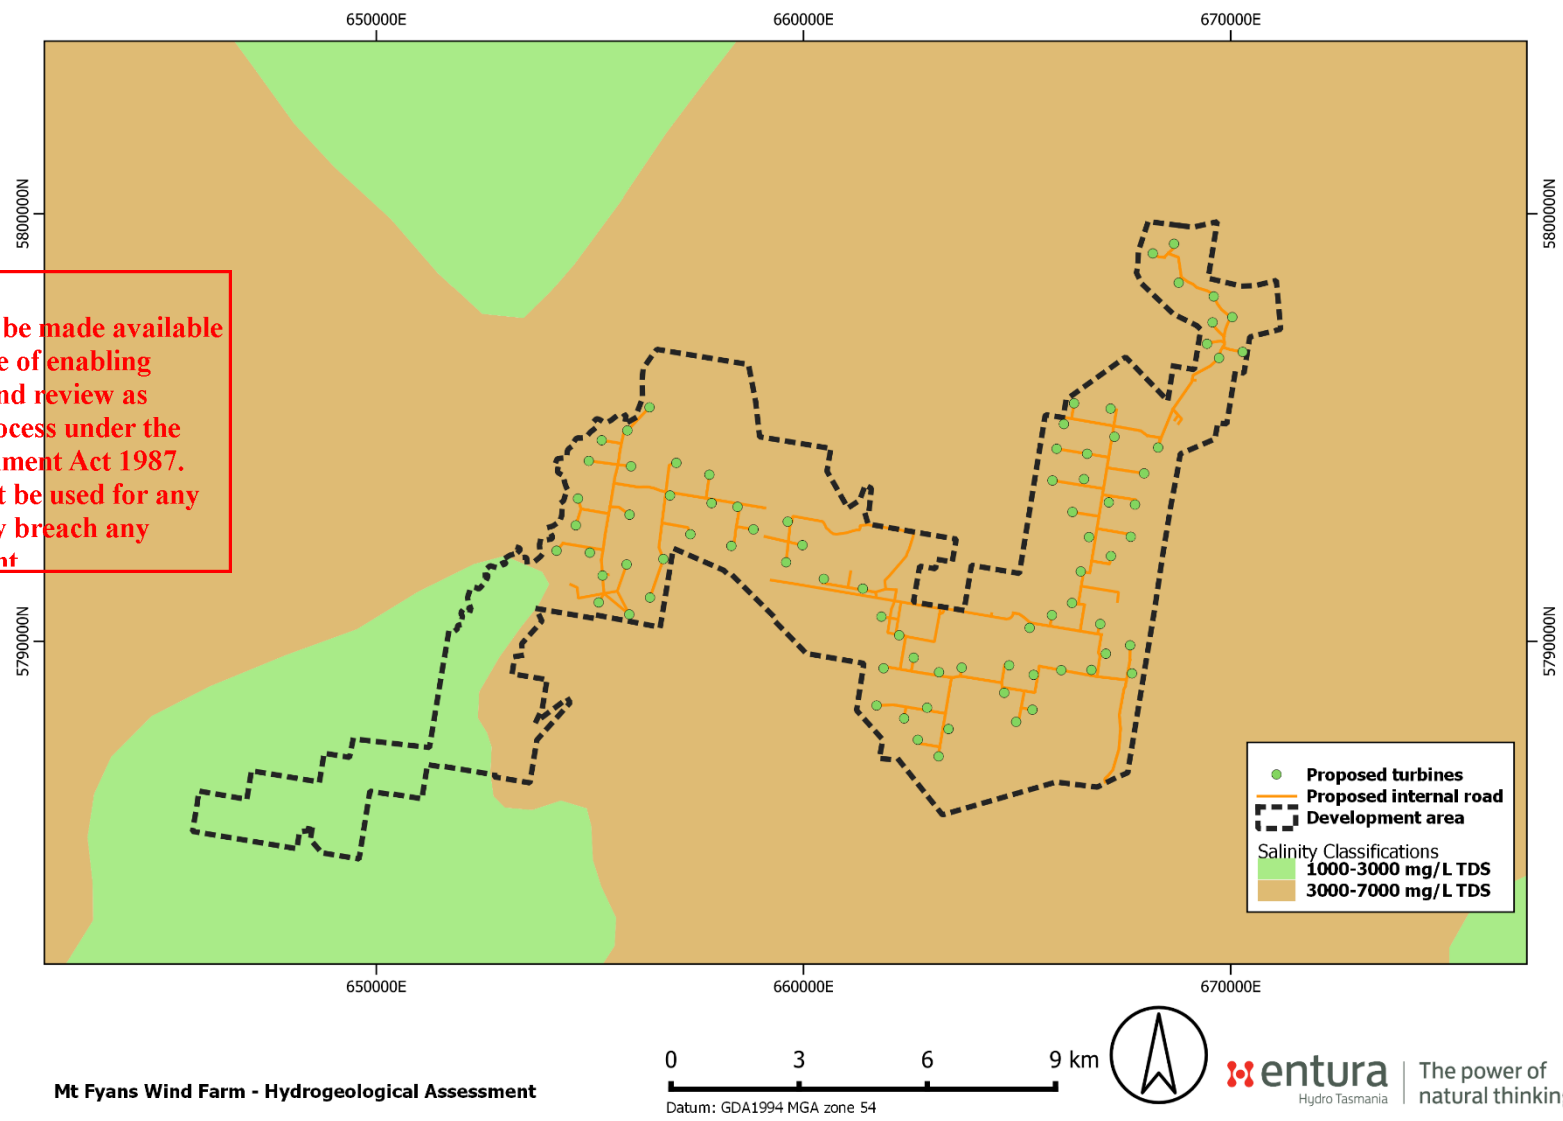 650000E
660000E
670000E
5800000N
5800000N
be made available
e of enabling
nd review as
ocess under the
ment Act 1987.
t be used for any
y breach any
nt
5790000N
5790000N
Proposed turbines
Proposed internal road
Development area
Salinity Classifications
1000-3000 mg/L TDS
3000-7000 mg/L TDS
650000E
660000E
670000E
0 3 6 9 km
Datum: GDA1994 MGA zone 54
Mt Fyans Wind Farm - Hydrogeological Assessment
entura
Hydro Tasmania
The power of
natural thinkin